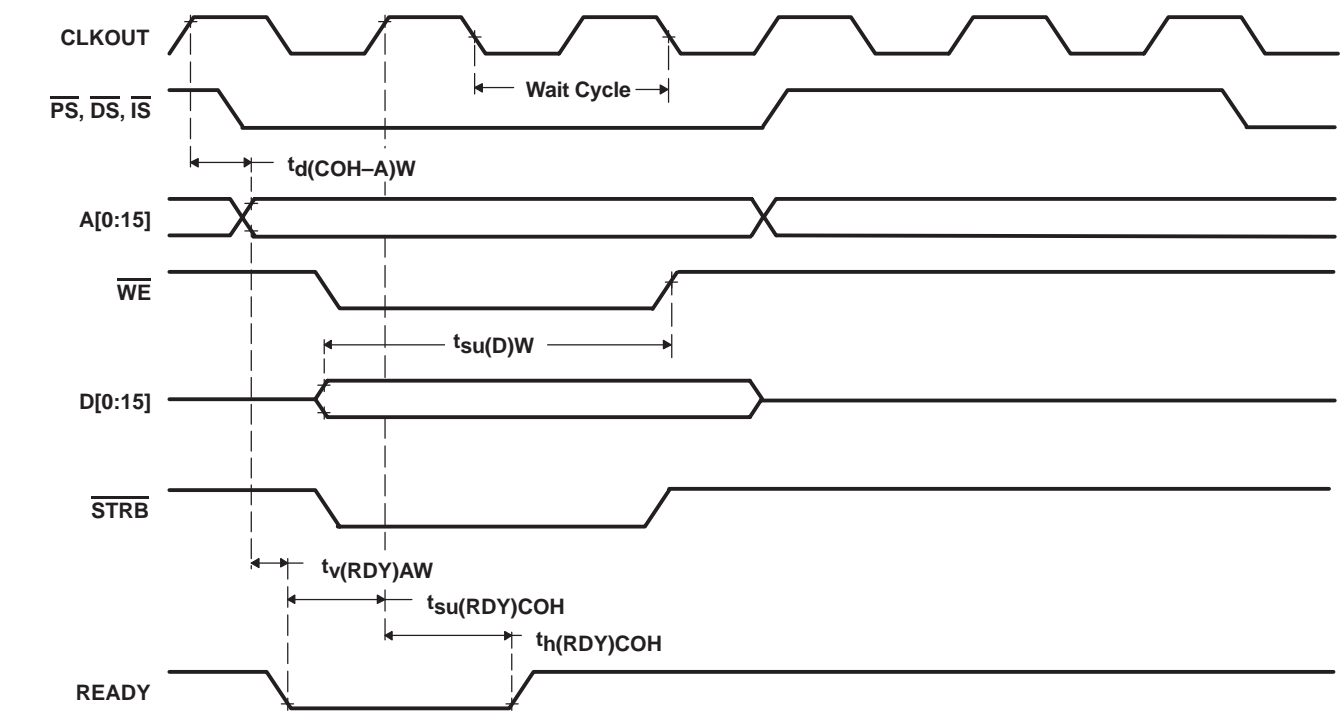 CLKOUT
Wait Cycle
PS, DS, IS
td(COH–A)W
A[0:15]
WE
tsu(D)W
D[0:15]
STRB
tv(RDY)AW
tsu(RDY)COH
th(RDY)COH
READY